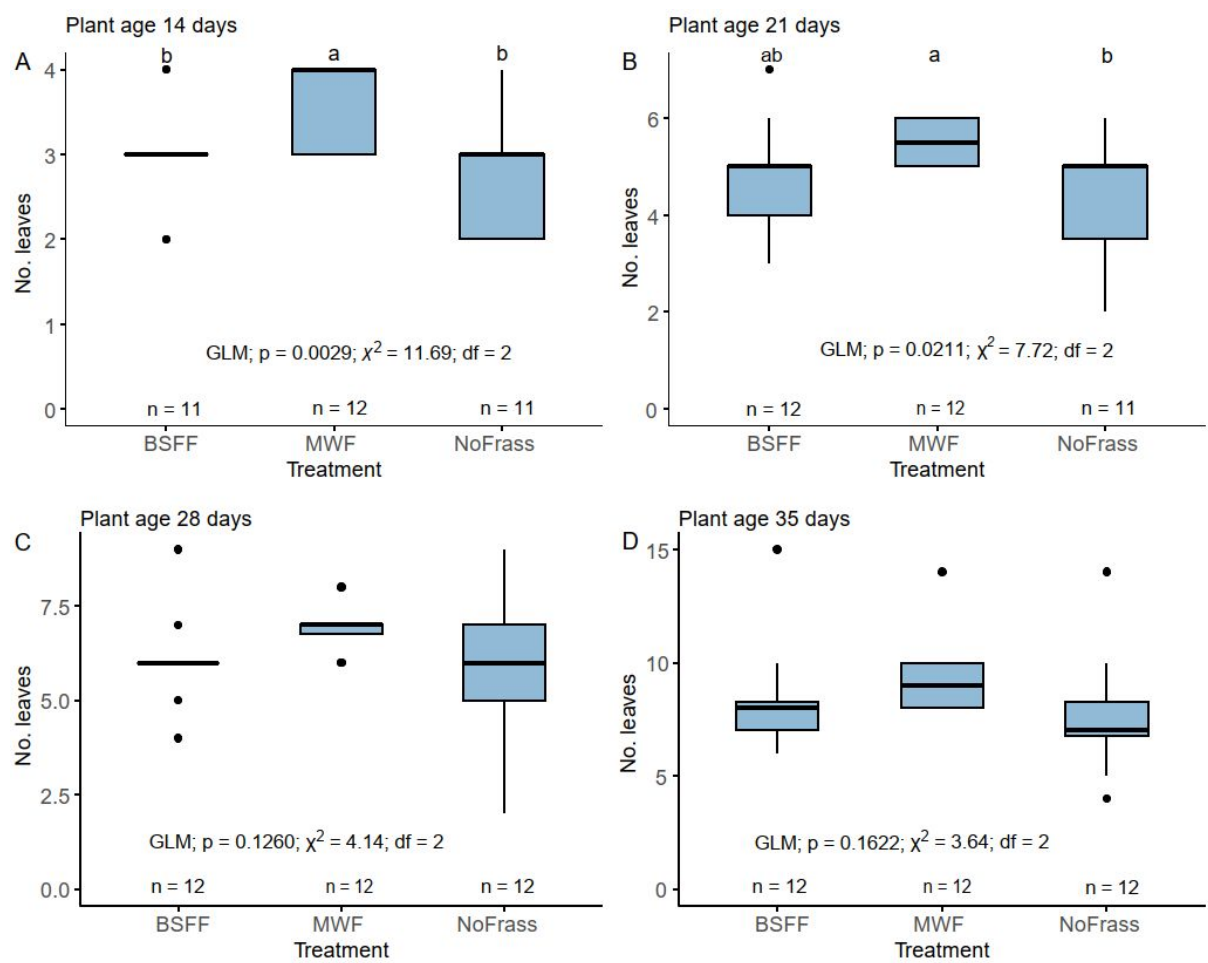 Plant age 14 days
A
b a b
4
3
2
1
0
No. leaves
GLM; p = 0.0029; χ² = 11.69; df = 2
n = 11 n = 12 n = 11
BSFF MWF NoFrass
Treatment
Plant age 21 days
B
ab a b
6
4
2
0
No. leaves
GLM; p = 0.0211; χ² = 7.72; df = 2
n = 12 n = 12 n = 11
BSFF MWF NoFrass
Treatment
Plant age 28 days
C
7.5
5.0
2.5
0.0
No. leaves
GLM; p = 0.1260; χ² = 4.14; df = 2
n = 12 n = 12 n = 12
BSFF MWF NoFrass
Treatment
Plant age 35 days
D
15
10
5
0
No. leaves
GLM; p = 0.1622; χ² = 3.64; df = 2
n = 12 n = 12 n = 12
BSFF MWF NoFrass
Treatment